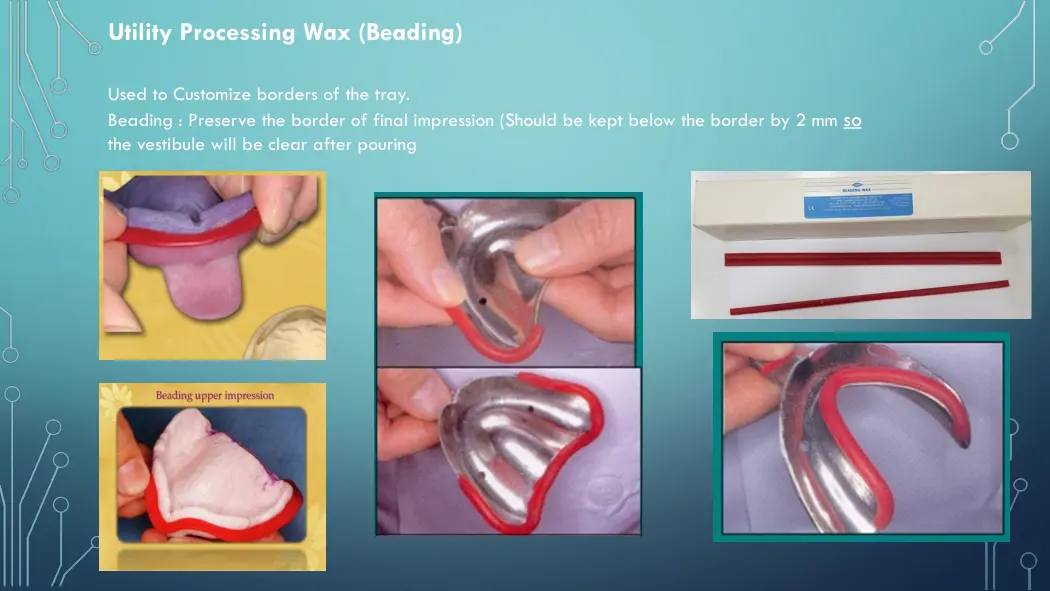 Utility Processing Wax (Beading)
Used to Customize borders of the tray.
Beading : Preserve the border of final impression (Should be kept below the border by 2 mm so
the vestibule will be clear after pouring
BEADING WAX
Beading upper impression